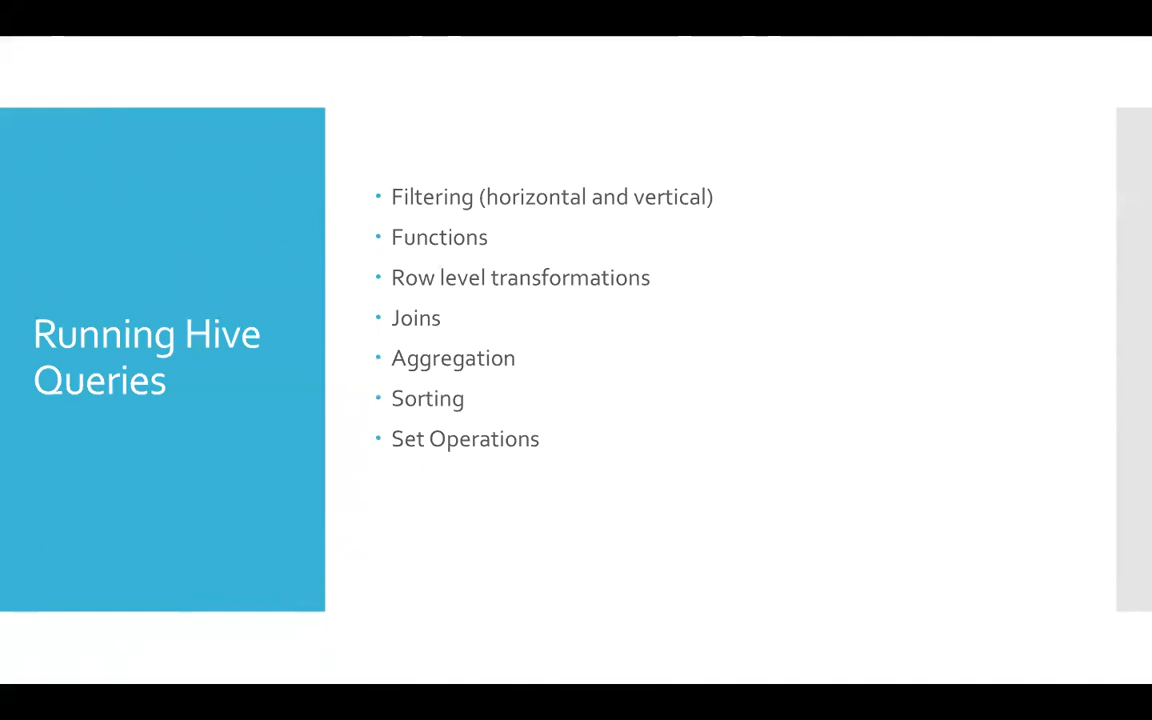 Running Hive
Queries
• Filtering (horizontal and vertical)
• Functions
• Row level transformations
• Joins
• Aggregation
• Sorting
• Set Operations